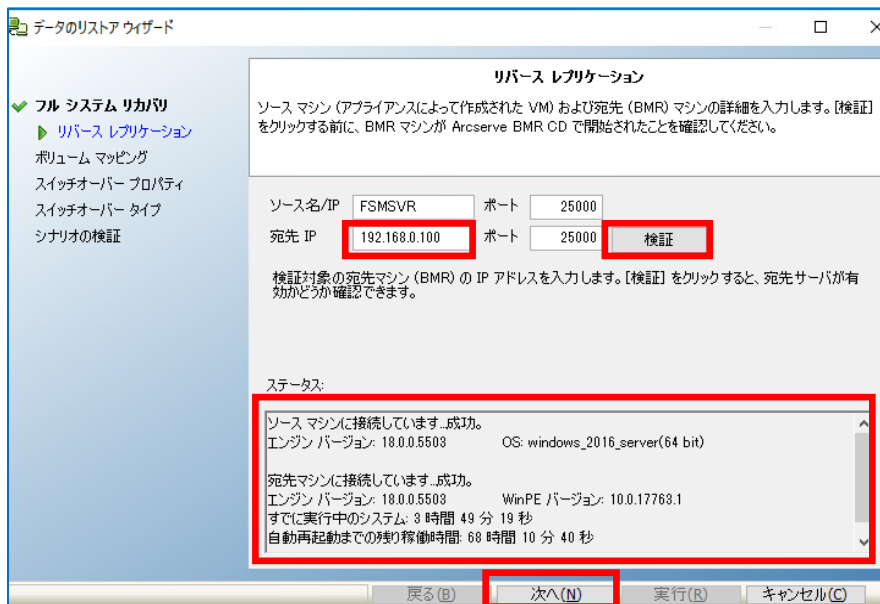 データのリストア ウィザード
フル システム リカバリ
リバース レプリケーション
ボリューム マッピング
スイッチオーバー プロパティ
スイッチオーバー タイプ
シナリオの検証
リバース レプリケーション
ソース マシン (アプライアンスによって作成された VM) および宛先 (BMR) マシンの詳細を入力します。[検証]
をクリックする前に、BMR マシンが Arcserve BMR CD で開始されたことを確認してください。
ソース名/IP FSMSVR ポート 25000
宛先 IP 192.168.0.100 ポート 25000 検証
検証対象の宛先マシン (BMR) の IP アドレスを入力します。[検証] をクリックすると、宛先サーバが有
効かどうか確認できます。
ステータス:
ソース マシンに接続しています...成功。
エンジン バージョン: 18.0.0.5503 OS: windows_2016_server(64 bit)
宛先マシンに接続しています...成功。
エンジン バージョン: 18.0.0.5503 WinPE バージョン: 10.0.17763.1
すでに実行中のシステム: 3 時間 49 分 19 秒
自動再起動までの残り稼働時間: 68 時間 10 分 40 秒
戻る(B) 次へ(N) 実行(R) キャンセル(C)